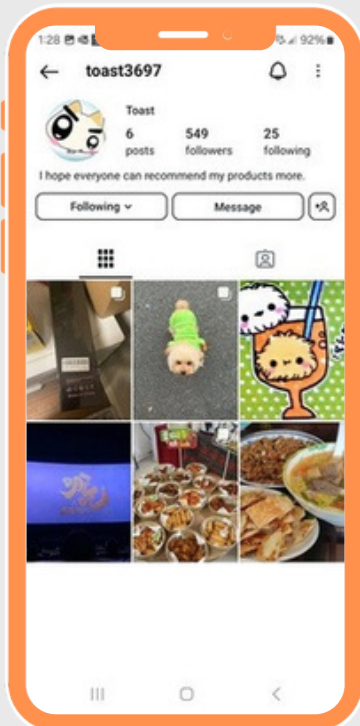 1:28
92%
toast3697
Toast
6 549 25
posts followers following
I hope everyone can recommend my products more.
Following Message